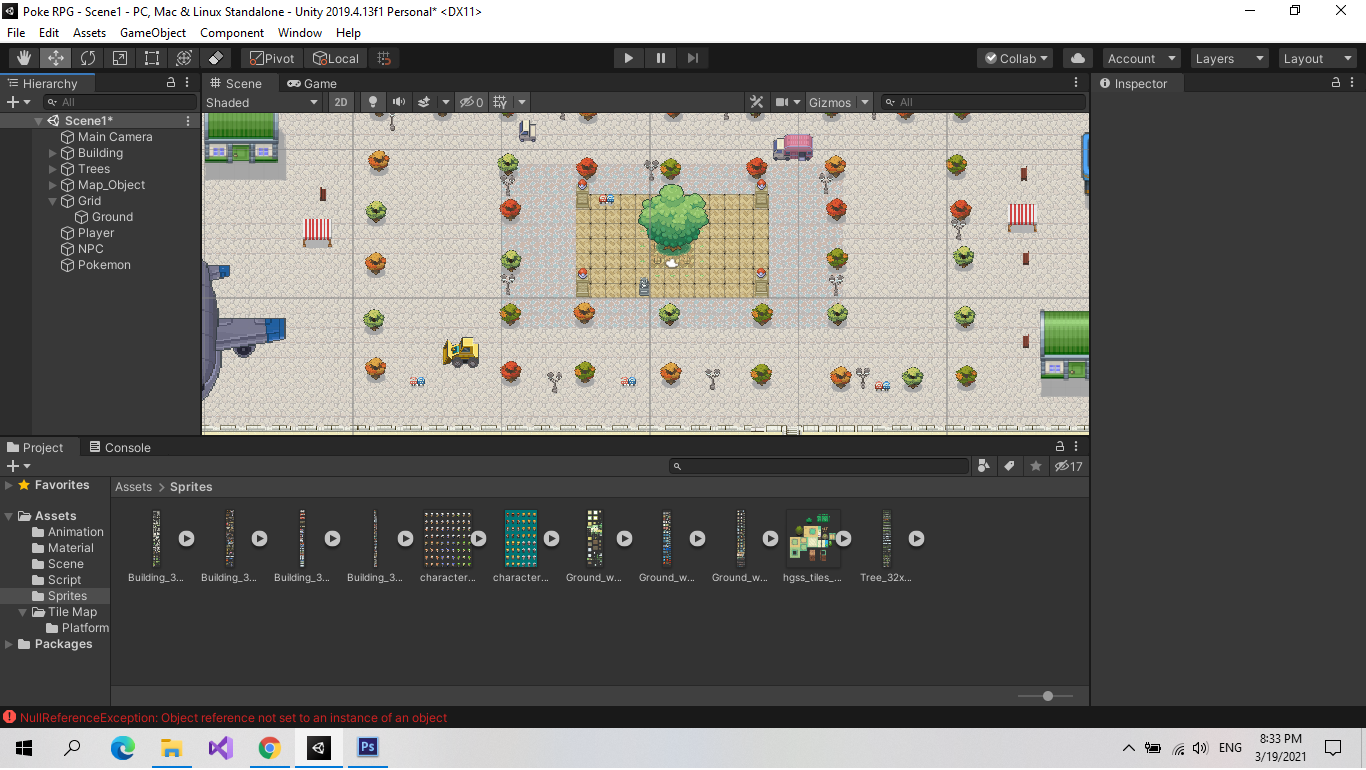 Poke RPG - Scene1 - PC, Mac & Linux Standalone - Unity 2019.4.13f1 Personal* <DX11>
File Edit Assets GameObject Component Window Help
Pivot Local Collab Account Layers Layout
Hierarchy
All
Scene1*
Main Camera
Building
Trees
Map_Object
Grid
Ground
Player
NPC
Pokemon
Scene Game
Shaded 2D 0 Gizmos All
Inspector
Project Console
17
Favorites
Assets
Animation
Material
Scene
Script
Sprites
Tile Map
Platform
Packages
Assets > Sprites
Building_3... Building_3... Building_3... Building_3... character... character... Ground_w... Ground_w... Ground_w... hgss_tiles_... Tree_32x...
NullReferenceException: Object reference not set to an instance of an object
Ps
ENG
8:33 PM
3/19/2021